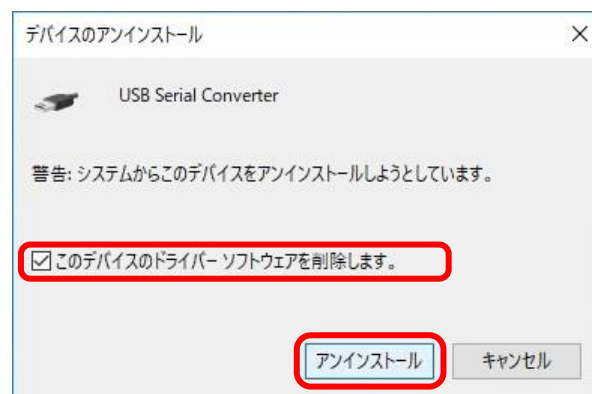 デバイスのアンインストール
USB Serial Converter
警告: システムからこのデバイスをアンインストールしようとしています。
このデバイスのドライバー ソフトウェアを削除します。
アンインストール
キャンセル